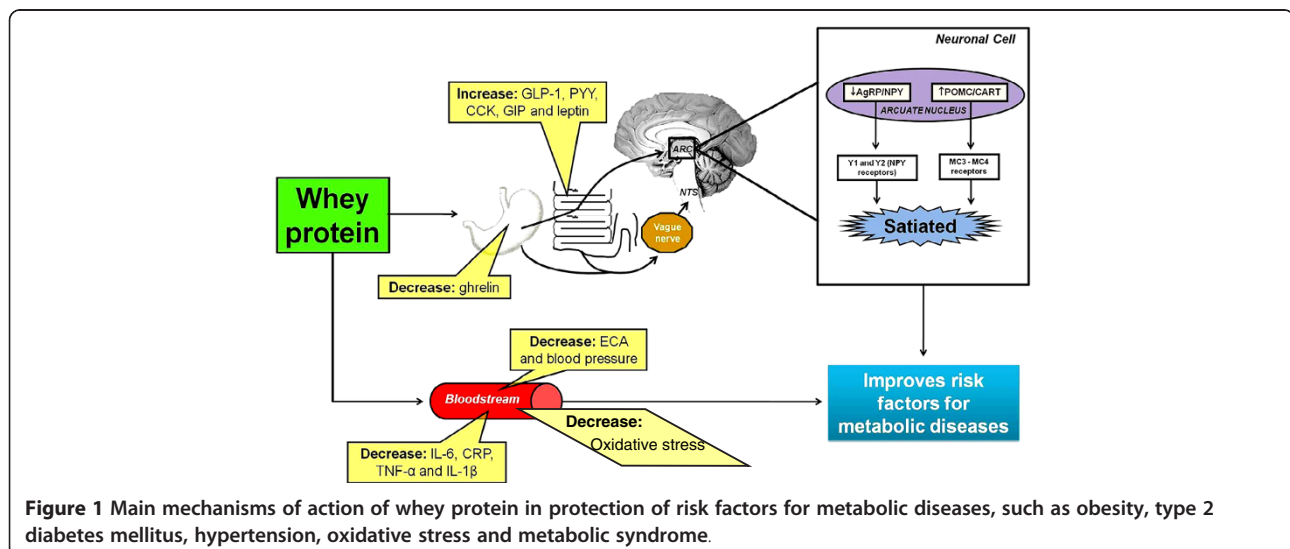 Neuronal Cell
↓AgRP/NPY
↑POMC/CART
ARCUATE NUCLEUS
Y1 and Y2 (NPY
receptors)
MC3 - MC4
receptors
Satiated
Increase: GLP-1, PYY,
CCK, GIP and leptin
ARC
NTS
Whey
protein
Vague
nerve
Decrease: ghrelin
Decrease: ECA
and blood pressure
Bloodstream
Decrease:
Oxidative stress
Decrease: IL-6, CRP,
TNF-α and IL-1β
Improves risk
factors for
metabolic diseases
Figure 1 Main mechanisms of action of whey protein in protection of risk factors for metabolic diseases, such as obesity, type 2
diabetes mellitus, hypertension, oxidative stress and metabolic syndrome.